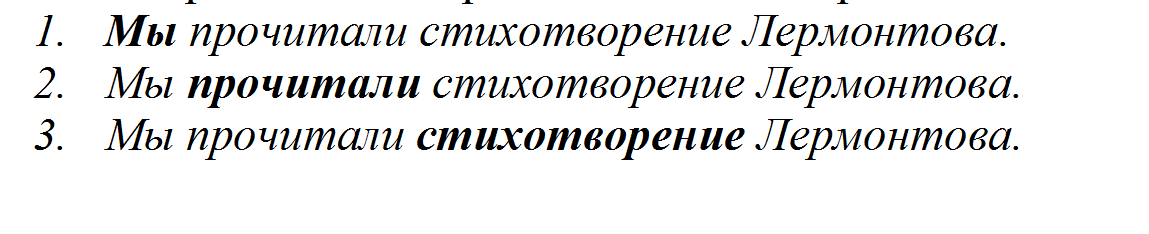 1. Мы прочитали стихотворение Лермонтова.
2. Мы прочитали стихотворение Лермонтова.
3. Мы прочитали стихотворение Лермонтова.